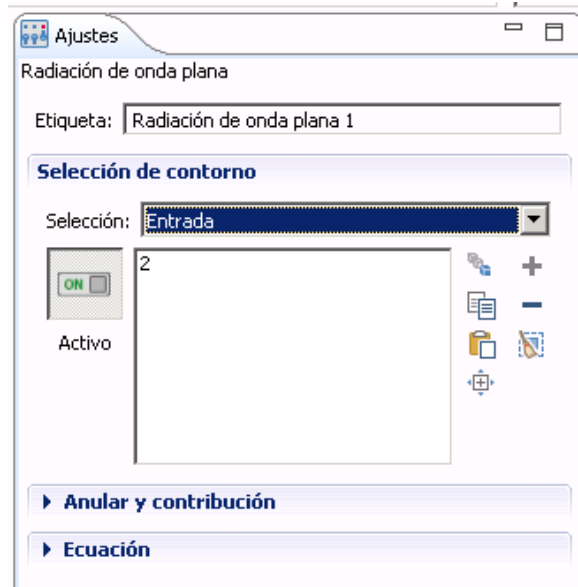 Ajustes
Radiación de onda plana
Etiqueta: Radiación de onda plana 1
Selección de contorno
Selección: Entrada
2
ON
Activo
Anular y contribución
Ecuación